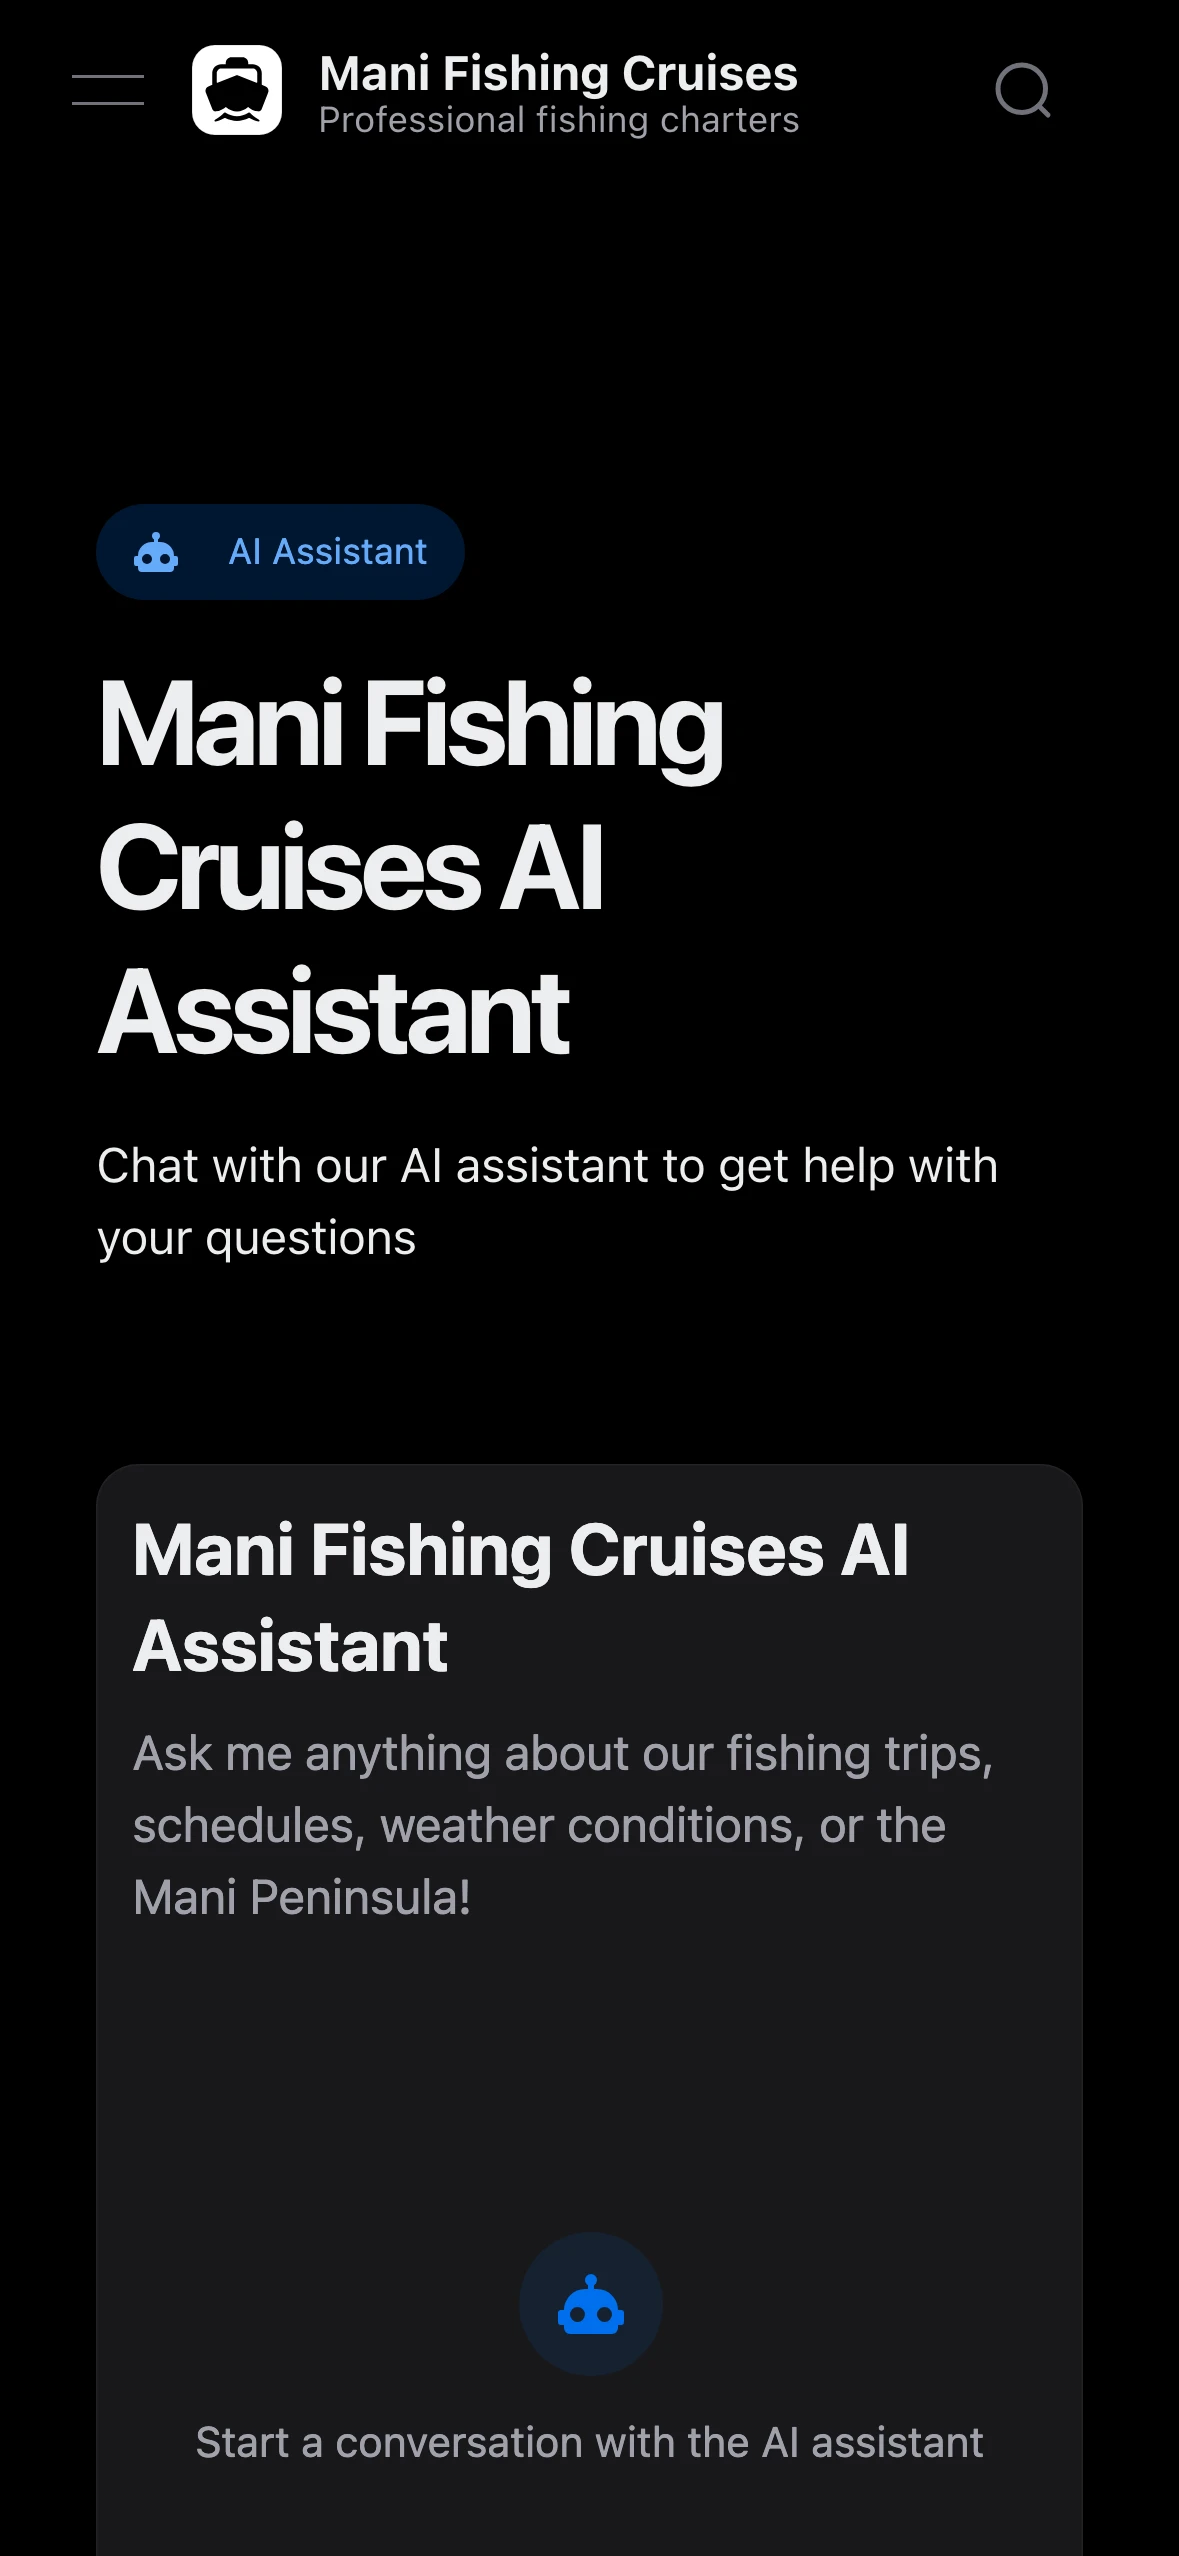 Mani Fishing Cruises
Professional fishing charters
AI Assistant
Mani Fishing
Cruises AI
Assistant
Chat with our AI assistant to get help with
your questions
Mani Fishing Cruises AI
Assistant
Ask me anything about our fishing trips,
schedules, weather conditions, or the
Mani Peninsula!
Start a conversation with the AI assistant